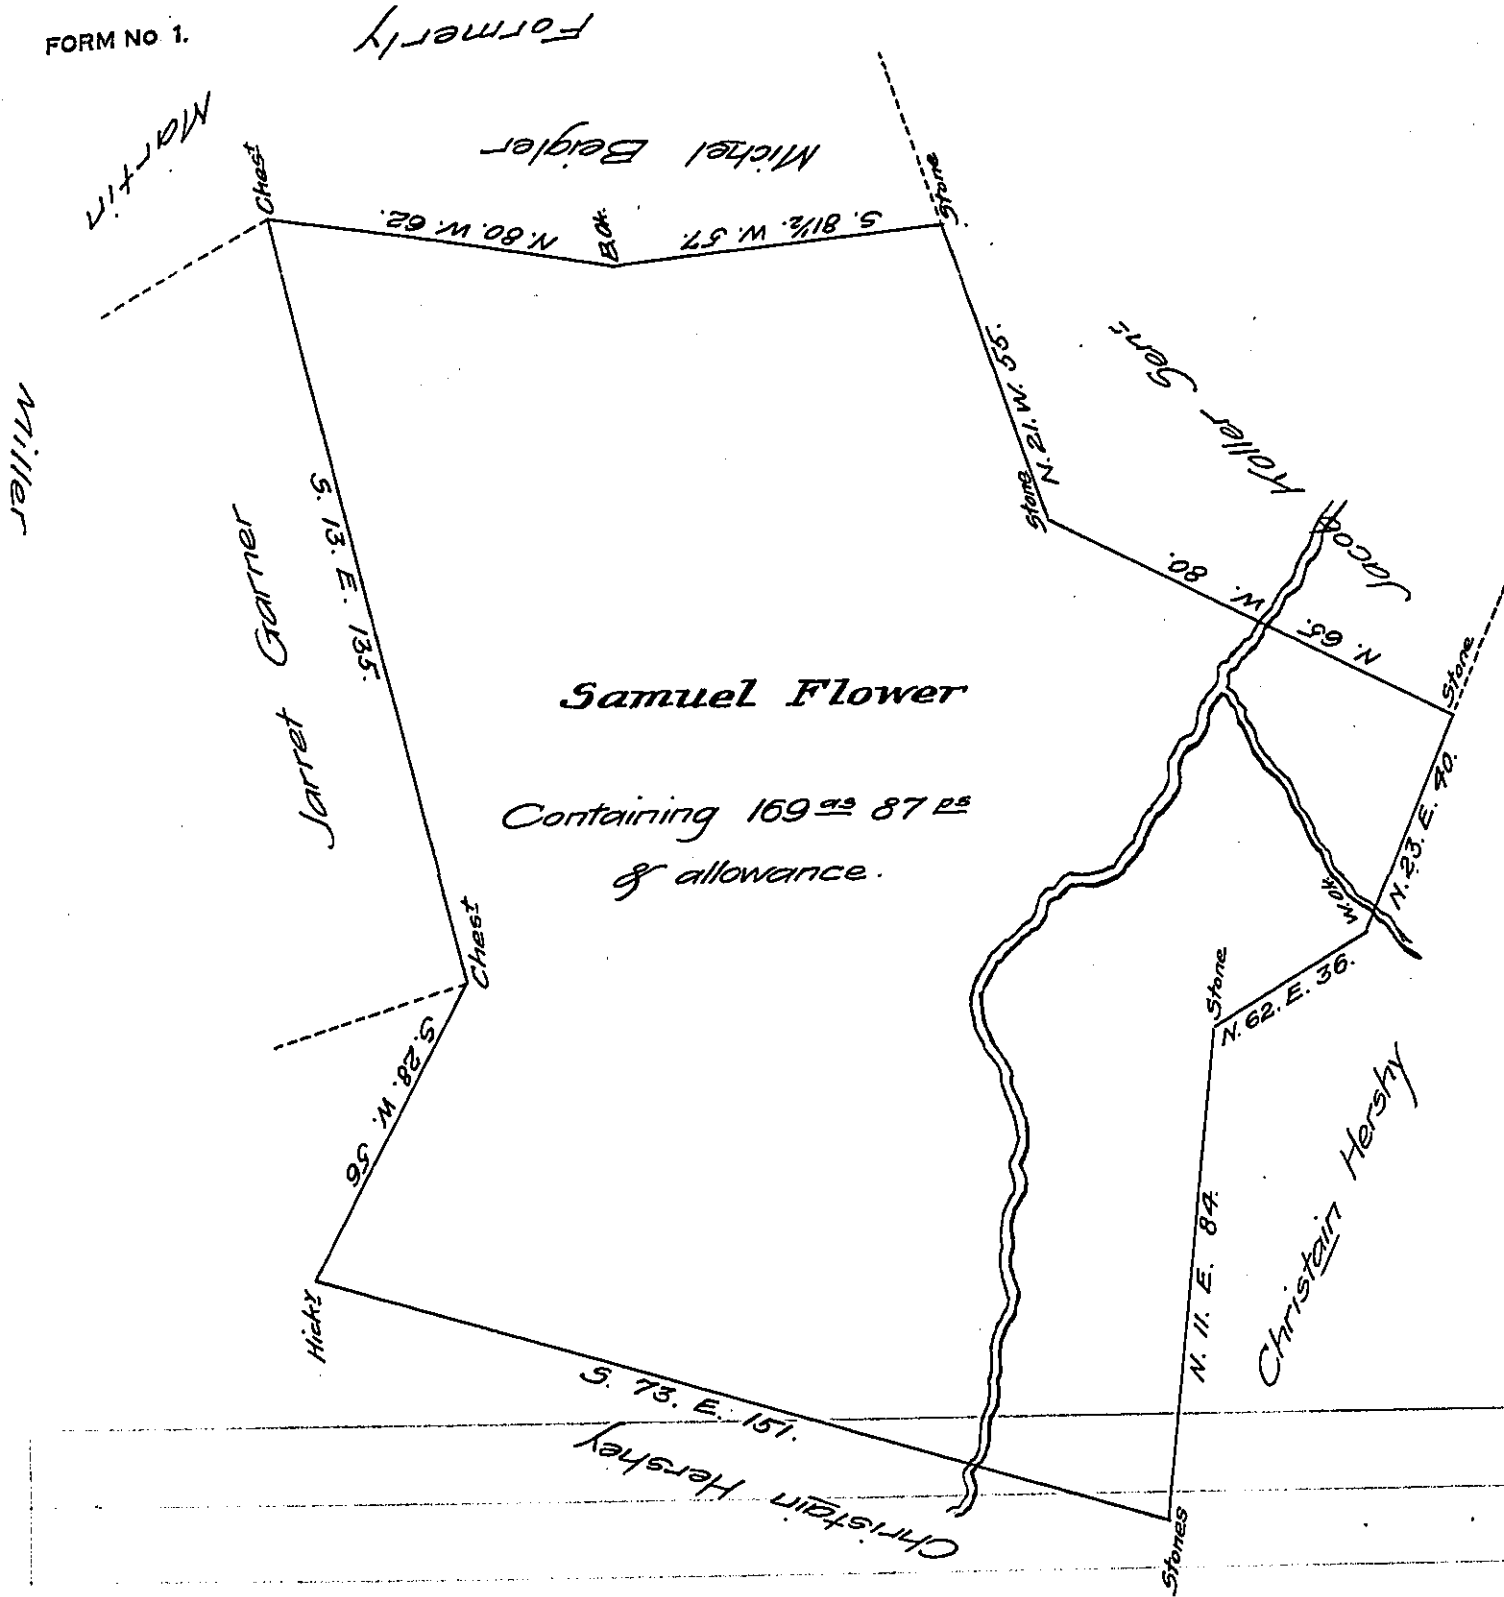 FORM No 1.
Formerly
Martin
Miller
Michel Beigler
Chest
N. 80. W. 62.
B.Ok.
S. 81½. W. 57.
Stone
N. 21. W. 55.
Stone
Jacob Koller Senr
N. 65. W. 80.
Stone
N. 23. E. 40.
W.Ok.
N. 62. E. 36.
Stone
Jarret Garner
S. 13. E. 135.
Samuel Flower
Containing 169 as 87 ps
& allowance.
Chest
S. 28. W. 56
Hicky
S. 73. E. 151.
Christain Hershey
N. 11. E. 84.
Christain Hershy
Stones